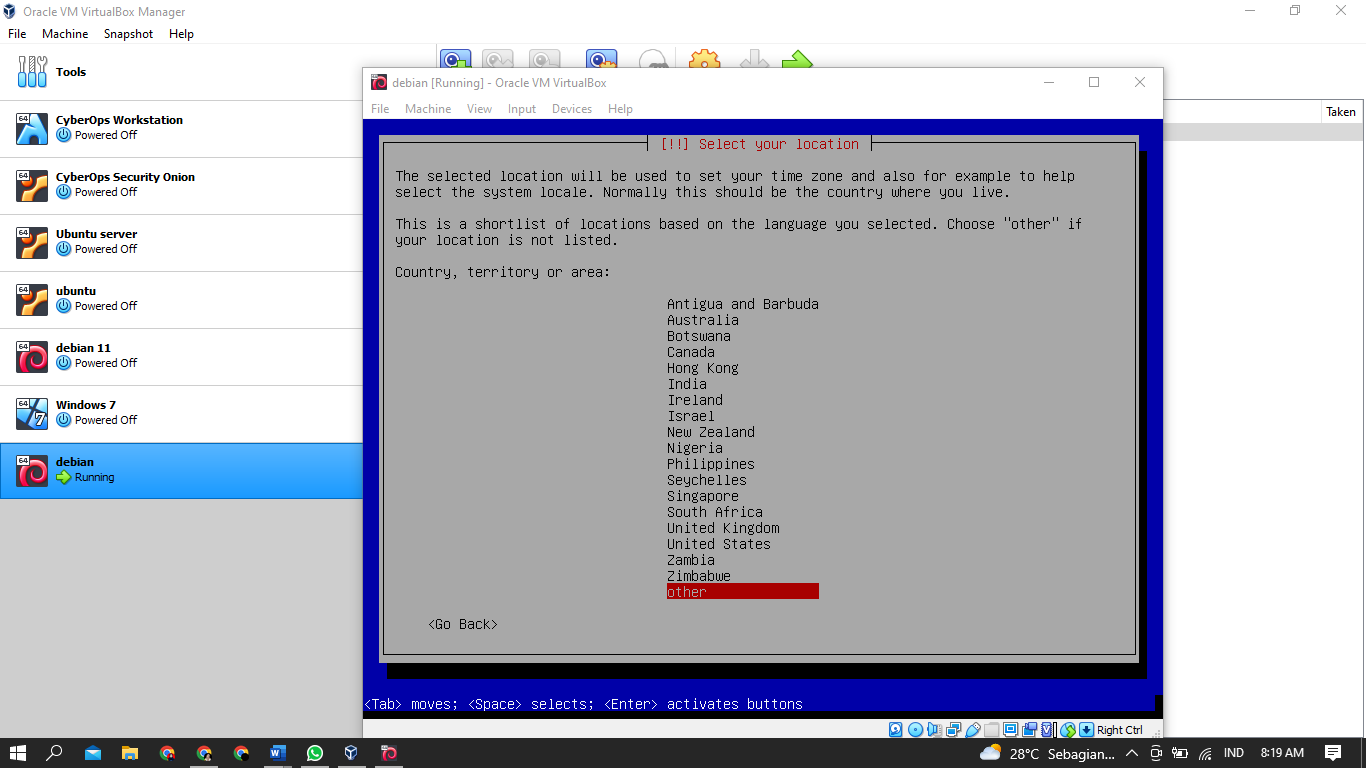 Oracle VM VirtualBox Manager
File Machine Snapshot Help
Tools
Taken
64
CyberOps Workstation
Powered Off
64
CyberOps Security Onion
Powered Off
64
Ubuntu server
Powered Off
64
ubuntu
Powered Off
64
debian 11
Powered Off
64
7
Windows 7
Powered Off
64
debian
Running
debian [Running] - Oracle VM VirtualBox
File Machine View Input Devices Help
[!!] Select your location
The selected location will be used to set your time zone and also for example to help
select the system locale. Normally this should be the country where you live.
This is a shortlist of locations based on the language you selected. Choose "other" if
your location is not listed.
Country, territory or area:
Antigua and Barbuda
Australia
Botswana
Canada
Hong Kong
India
Ireland
Israel
New Zealand
Nigeria
Philippines
Seychelles
Singapore
South Africa
United Kingdom
United States
Zambia
Zimbabwe
other
<Go Back>
<Tab> moves; <Space> selects; <Enter> activates buttons
Right Ctrl
28°C Sebagian... IND 8:19 AM